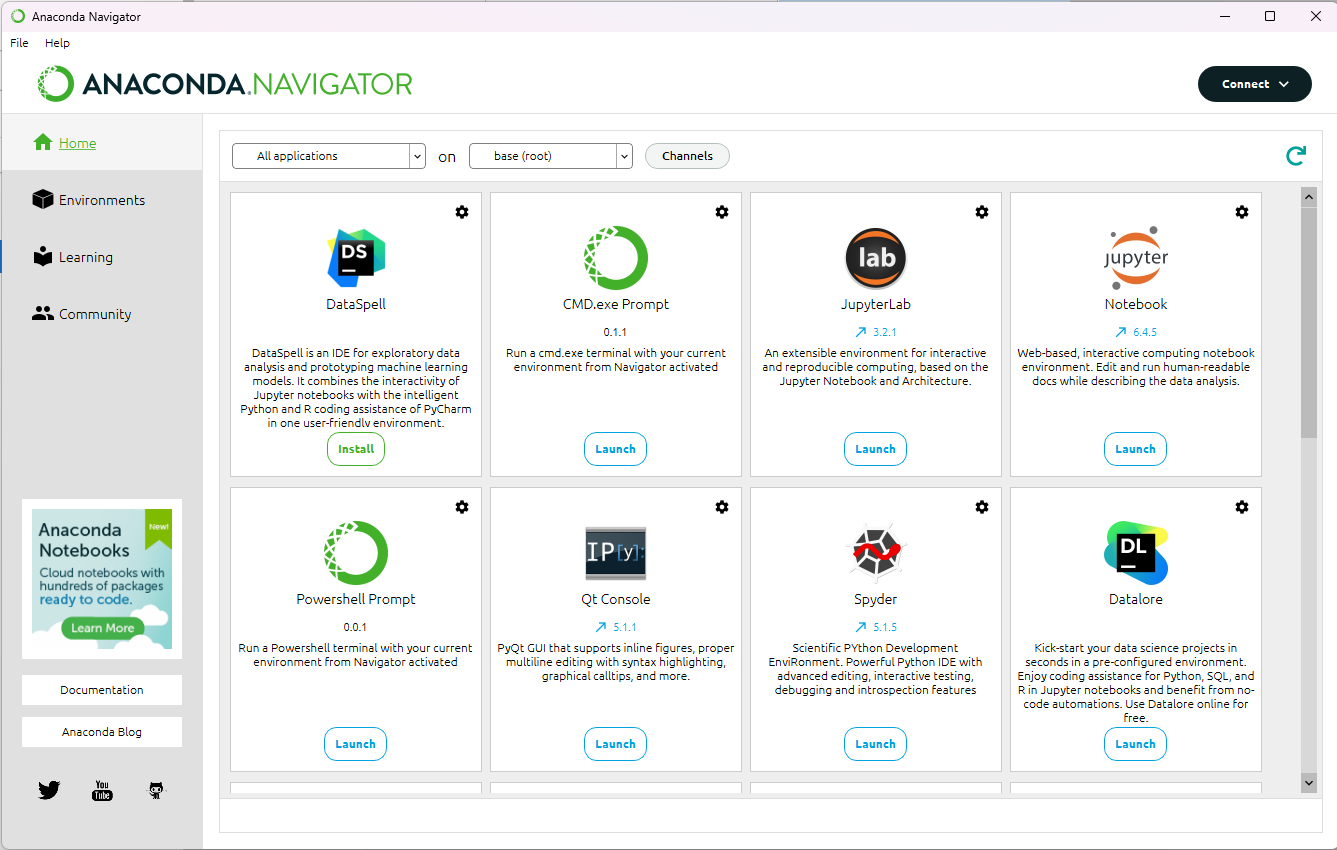 Anaconda Navigator
File Help
ANACONDA.NAVIGATOR
Connect
Home
Environments
Learning
Community
All applications on base (root) Channels
DS
DataSpell
DataSpell is an IDE for exploratory data
analysis and prototyping machine learning
models. It combines the interactivity of
Jupyter notebooks with the intelligent
Python and R coding assistance of PyCharm
in one user-friendly environment.
Install
CMD.exe Prompt
0.1.1
Run a cmd.exe terminal with your current
environment from Navigator activated
Launch
lab
JupyterLab
3.2.1
An extensible environment for interactive
and reproducible computing, based on the
Jupyter Notebook and Architecture.
Launch
jupyter
Notebook
6.4.5
Web-based, interactive computing notebook
environment. Edit and run human-readable
docs while describing the data analysis.
Launch
Powershell Prompt
0.0.1
Run a Powershell terminal with your current
environment from Navigator activated
Launch
IP[y]:
Qt Console
5.1.1
PyQt GUI that supports inline figures, proper
multiline editing with syntax highlighting,
graphical calltips, and more.
Launch
Spyder
5.1.5
Scientific PYthon Development
EnviRonment. Powerful Python IDE with
advanced editing, interactive testing,
debugging and introspection features
Launch
DL
Datalore
Kick-start your data science projects in
seconds in a pre-configured environment.
Enjoy coding assistance for Python, SQL, and
R in Jupyter notebooks and benefit from no-
code automations. Use Datalore online for
free.
Launch
New!
Anaconda
Notebooks
Cloud notebooks with
hundreds of packages
ready to code.
Learn More
Documentation
Anaconda Blog
You
Tube